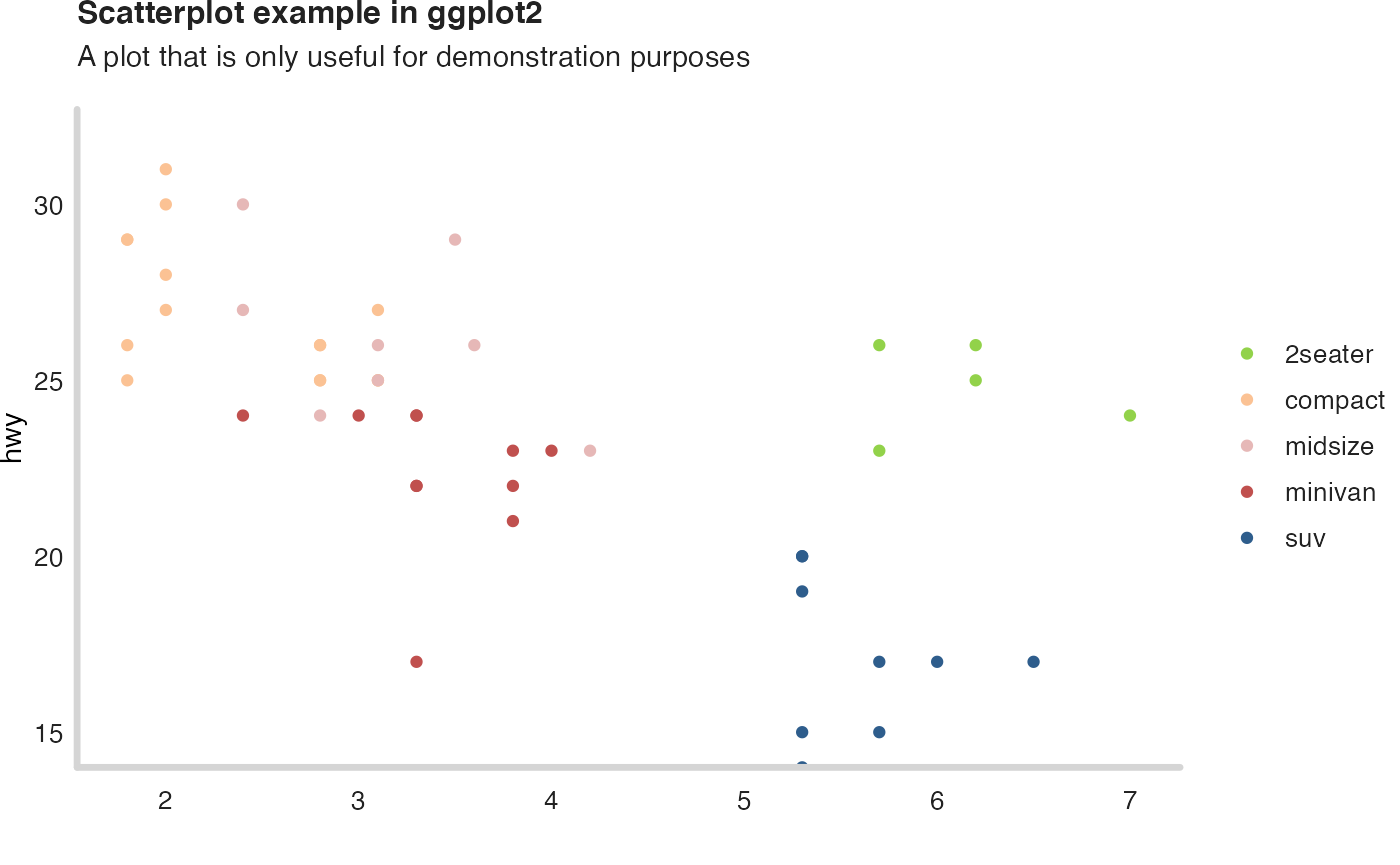 Scatterplot example in ggplot2
A plot that is only useful for demonstration purposes
30
25
20
15
hwy
2 3 4 5 6 7
2seater
compact
midsize
minivan
suv